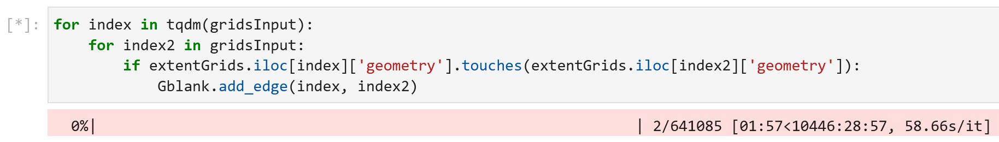 [*]: for index in tqdm(gridsInput):
    for index2 in gridsInput:
        if extentGrids.iloc[index]['geometry'].touches(extentGrids.iloc[index2]['geometry']):
            Gblank.add_edge(index, index2)
0%| | 2/641085 [01:57<10446:28:57, 58.66s/it]